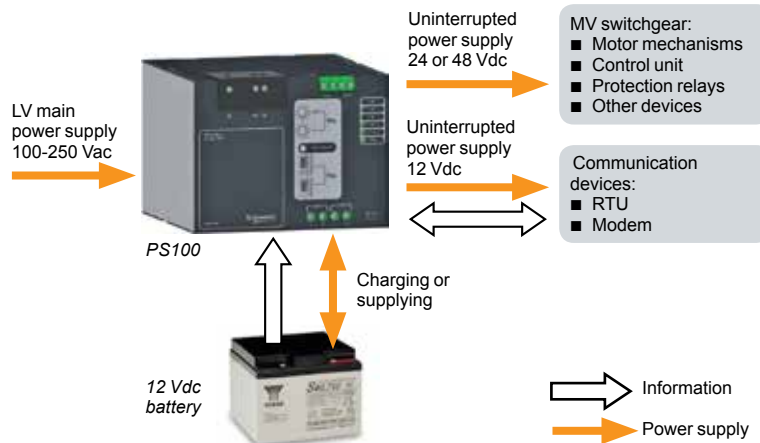 Uninterrupted
power supply
24 or 48 Vdc
MV switchgear:
■ Motor mechanisms
■ Control unit
■ Protection relays
■ Other devices
LV main
power supply
100-250 Vac
Uninterrupted
power supply
12 Vdc
Communication
devices:
■ RTU
■ Modem
PS100
Charging or
supplying
12 Vdc
battery
Information
Power supply